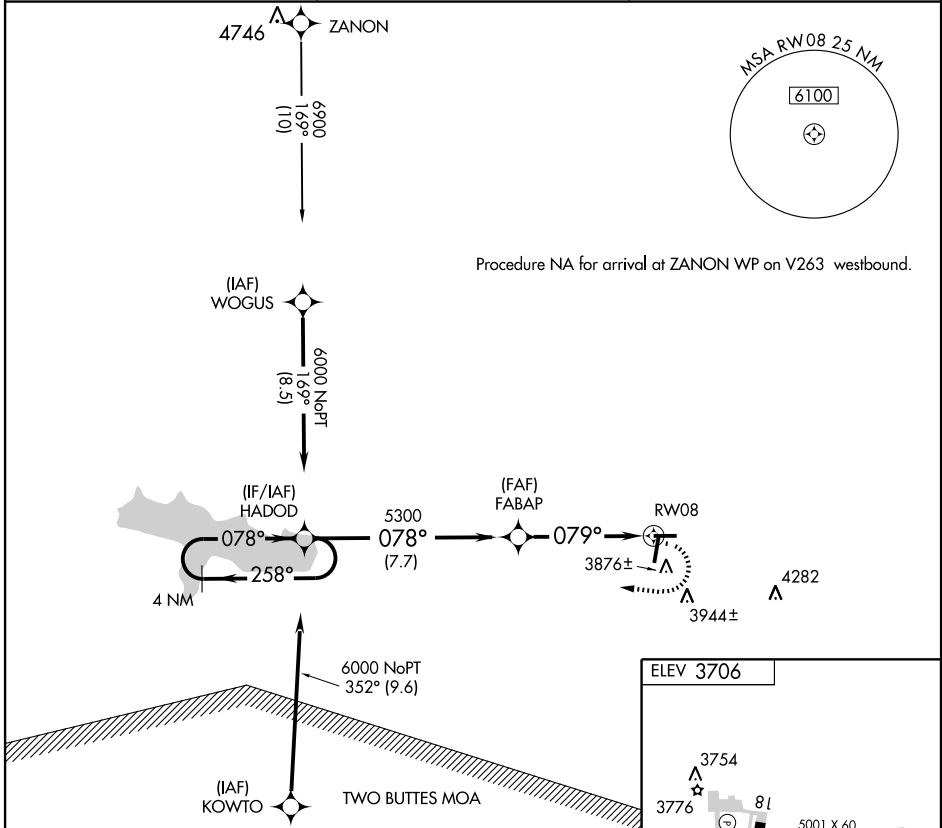 4746
ZANON
MSA RW08 25 NM
6100
6900
169°
(10)
Procedure NA for arrival at ZANON WP on V263 westbound.
(IAF)
WOGUS
6000 NoPT
169°
(8.5)
(IF/IAF)
HADOD
(FAF)
FABAP
RW08
5300
078°
078°
(7.7)
079°
3876±
258°
4 NM
4282
3944±
6000 NoPT
352° (9.6)
ELEV 3706
(IAF)
KOWTO
TWO BUTTES MOA
3754
3776
18
P
5001 X 60